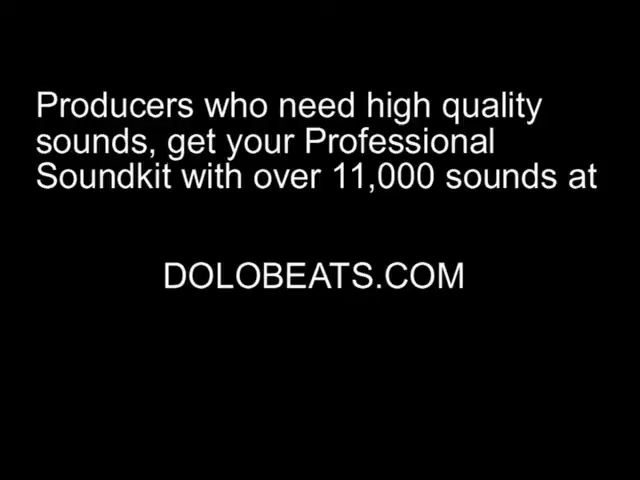 Producers who need high quality
sounds, get your Professional
Soundkit with over 11,000 sounds at
DOLOBEATS.COM